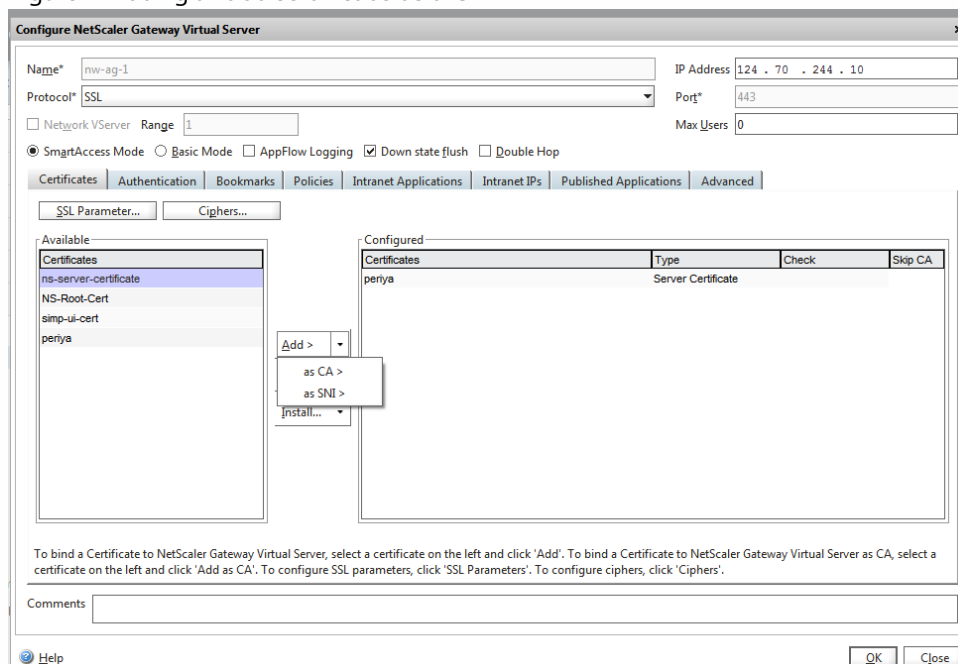 Configure NetScaler Gateway Virtual Server
Name* nw-ag-1 IP Address 124 . 70 . 244 . 10
Protocol* SSL Port* 443
Network VServer Range 1 Max Users 0
SmartAccess Mode Basic Mode AppFlow Logging Down state flush Double Hop
Certificates Authentication Bookmarks Policies Intranet Applications Intranet IPs Published Applications Advanced
SSL Parameter... Ciphers...
Available Configured
Certificates Certificates Type Check Skip CA
ns-server-certificate periya Server Certificate
NS-Root-Cert
simp-ui-cert
periya
Add >
as CA >
as SNI >
Install...
To bind a Certificate to NetScaler Gateway Virtual Server, select a certificate on the left and click 'Add'. To bind a Certificate to NetScaler Gateway Virtual Server as CA, select a
certificate on the left and click 'Add as CA'. To configure SSL parameters, click 'SSL Parameters'. To configure ciphers, click 'Ciphers'.
Comments
Help OK Close